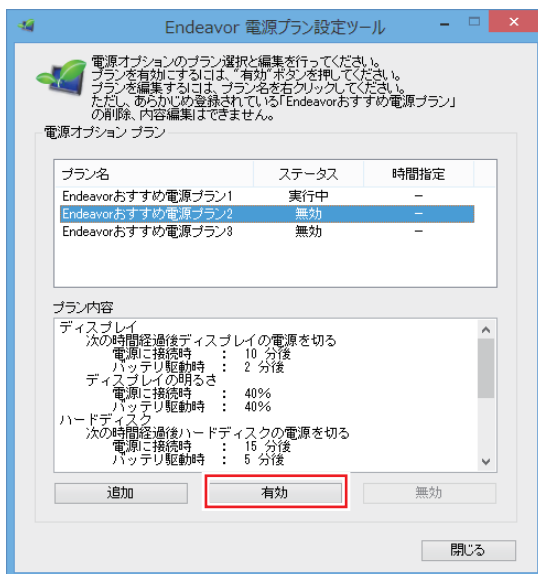 Endeavor 電源プラン設定ツール
電源オプションのプラン選択と編集を行ってください。
プランを有効にするには、“有効”ボタンを押してください。
プランを編集するには、プラン名を右クリックしてください。
ただし、あらかじめ登録されている「Endeavorおすすめ電源プラン」
の削除、内容編集はできません。
電源オプション プラン
プラン名 ステータス 時間指定
Endeavorおすすめ電源プラン1 実行中 －
Endeavorおすすめ電源プラン2 無効 －
Endeavorおすすめ電源プラン3 無効 －
プラン内容
ディスプレイ
次の時間経過後ディスプレイの電源を切る
電源に接続時 : 10 分後
バッテリ駆動時 : 2 分後
ディスプレイの明るさ
電源に接続時 : 40%
バッテリ駆動時 : 40%
ハードディスク
次の時間経過後ハードディスクの電源を切る
電源に接続時 : 15 分後
バッテリ駆動時 : 5 分後
追加 有効 無効
閉じる